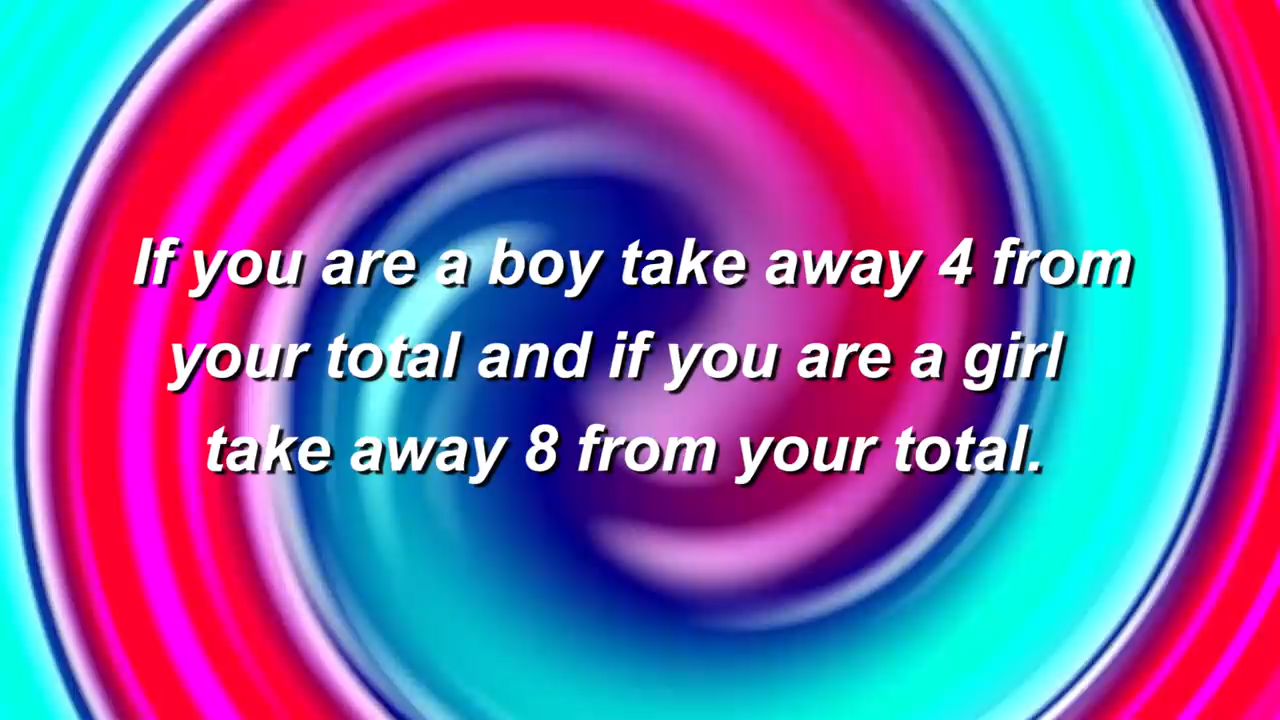 If you are a boy take away 4 from
your total and if you are a girl
take away 8 from your total.